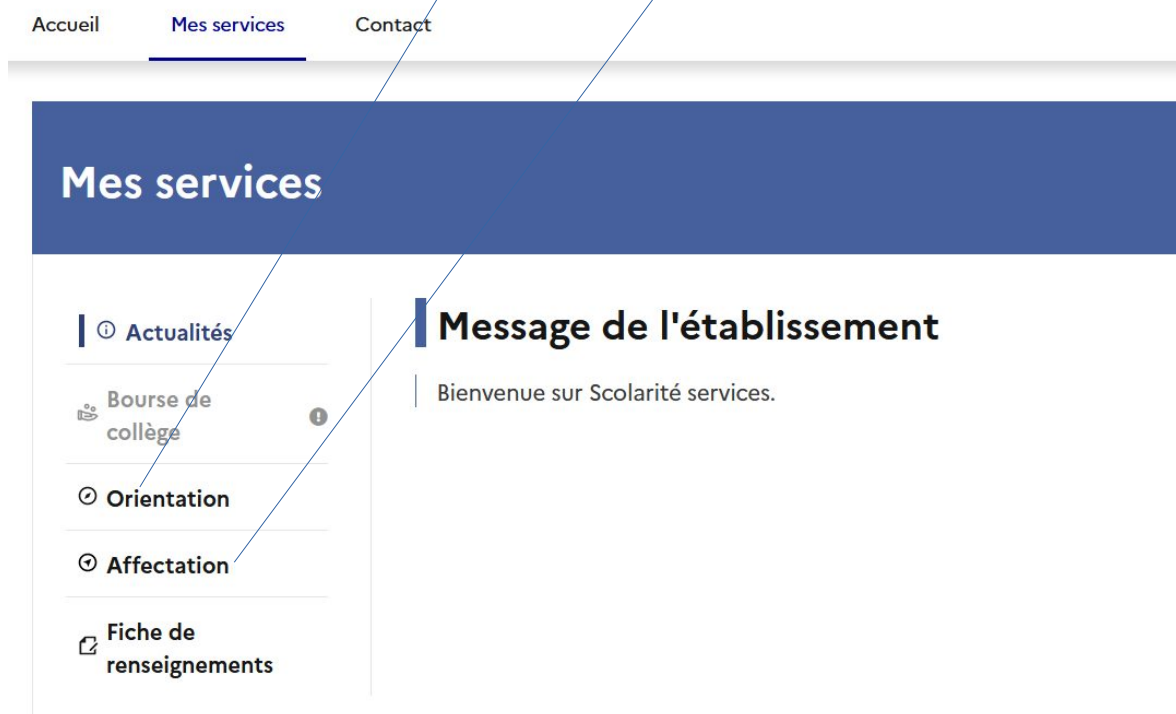 Accueil Mes services Contact
Mes services
Actualités
Bourse de
collège
Orientation
Affectation
Fiche de
renseignements
Message de l'établissement
Bienvenue sur Scolarité services.